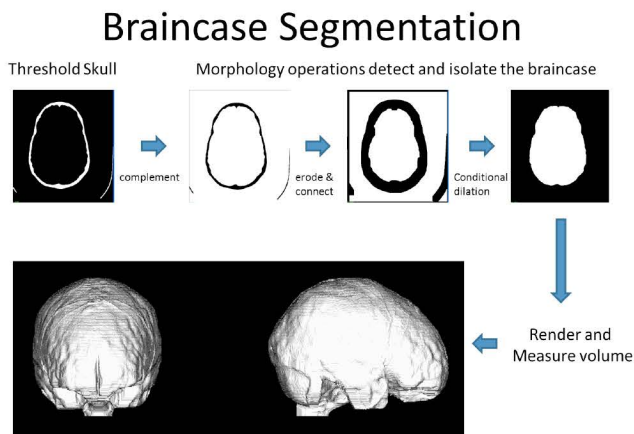 Braincase Segmentation
Threshold Skull
Morphology operations detect and isolate the braincase
complement
erode &
connect
Conditional
dilation
Render and
Measure volume